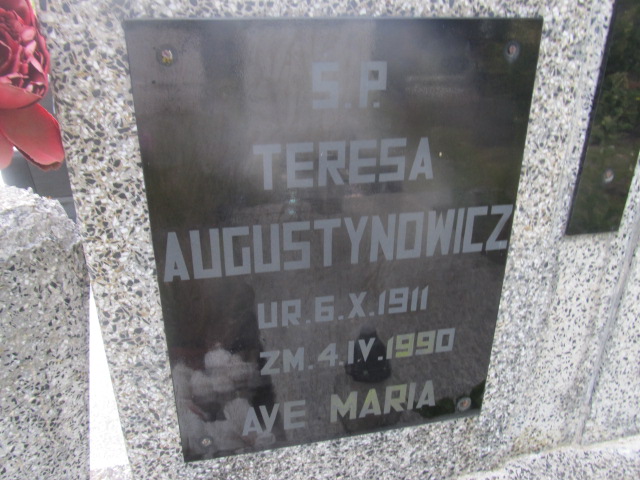 Ś.P.
TERESA
AUGUSTYNOWICZ
UR.6.X.1911
ZM.4.IV.1990
AVE MARIA